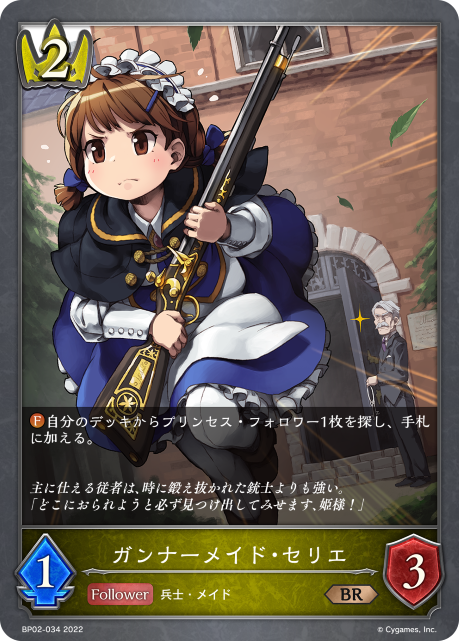 2
F 自分のデッキからプリンセス・フォロワー1枚を探し、手札
に加える。
主に仕える従者は、時に鍛え抜かれた銃士よりも強い。
「どこにおられようと必ず見つけ出してみせます、姫様！」
ガンナーメイド・セリエ
1
Follower 兵士・メイド
BR
3
BP02-034 2022
© Cygames, Inc.